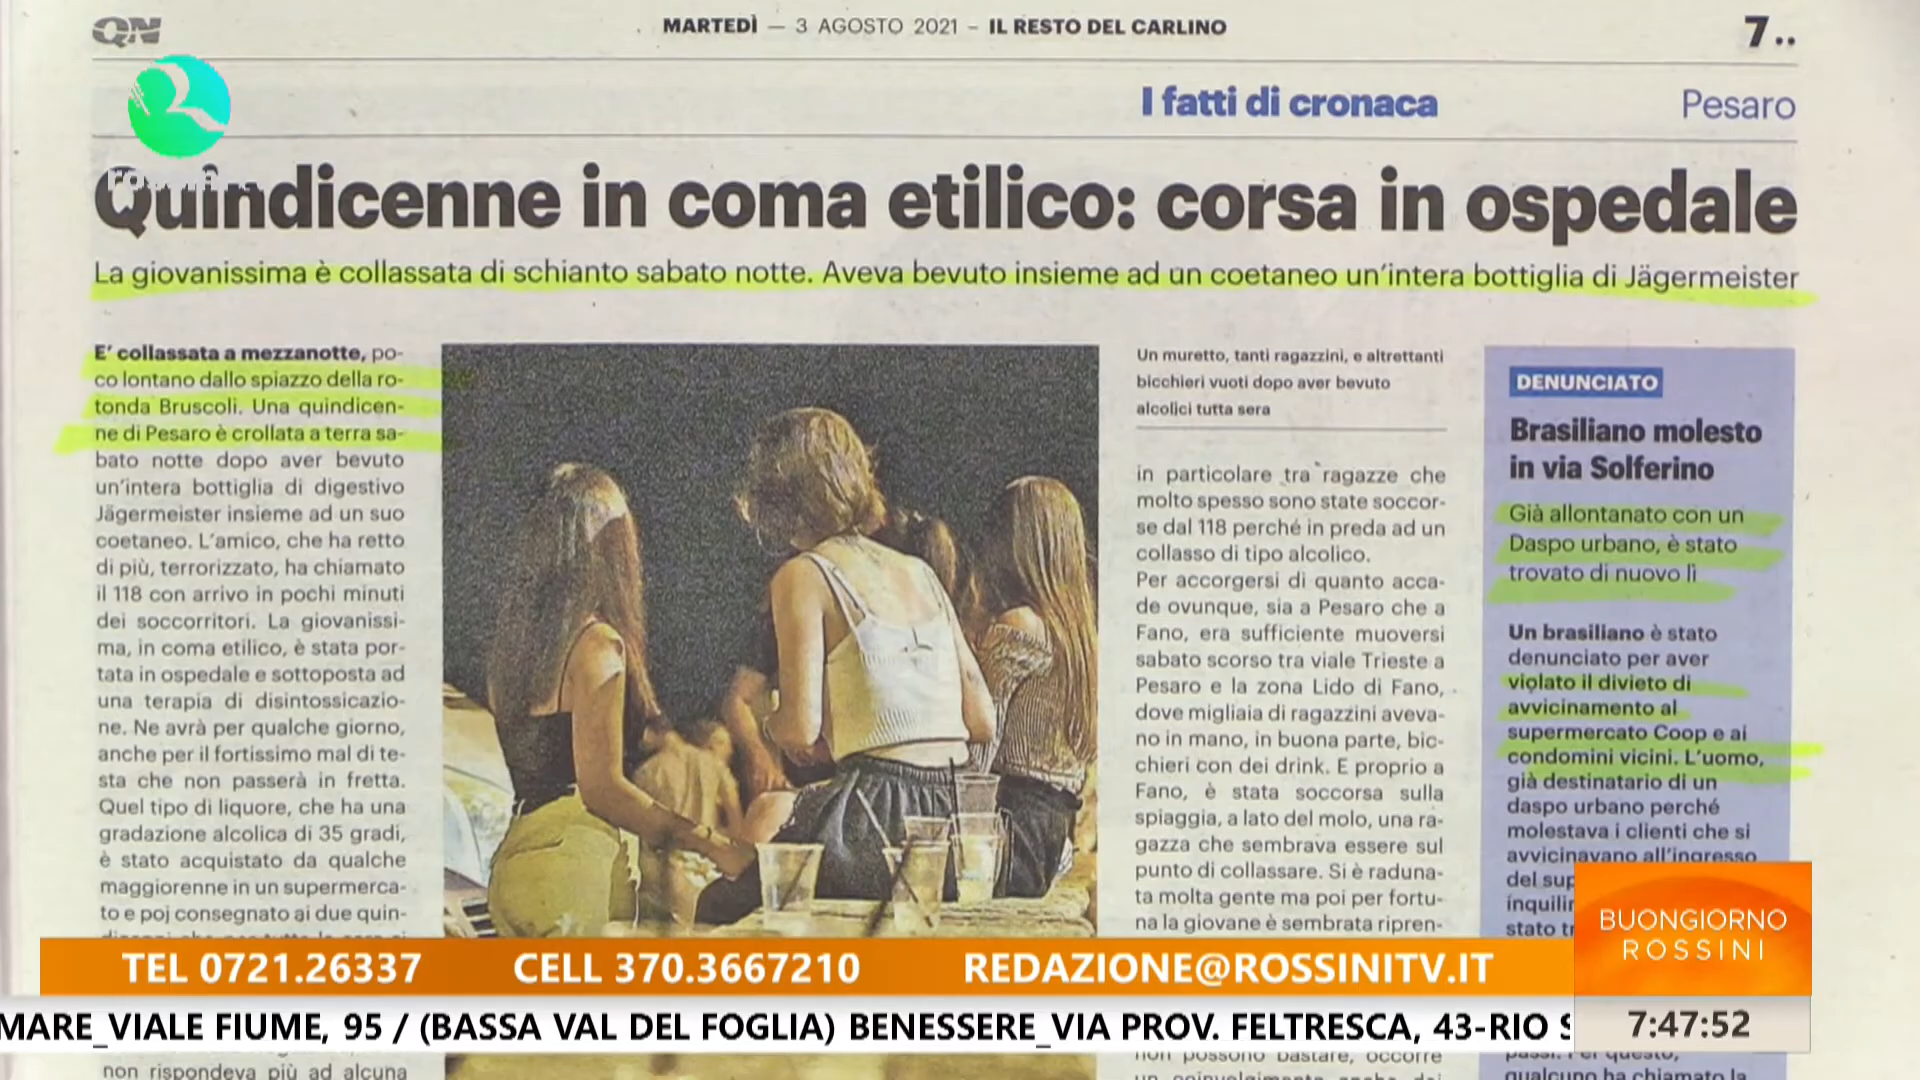 QN
MARTEDÌ — 3 AGOSTO 2021 – IL RESTO DEL CARLINO
7..
I fatti di cronaca
Pesaro
Quindicenne in coma etilico: corsa in ospedale
La giovanissima è collassata di schianto sabato notte. Aveva bevuto insieme ad un coetaneo un'intera bottiglia di Jägermeister
E' collassata a mezzanotte, po-
co lontano dallo spiazzo della ro-
tonda Bruscoli. Una quindicen-
ne di Pesaro è crollata a terra sa-
bato notte dopo aver bevuto
un'intera bottiglia di digestivo
Jägermeister insieme ad un suo
coetaneo. L'amico, che ha retto
di più, terrorizzato, ha chiamato
il 118 con arrivo in pochi minuti
dei soccorritori. La giovanissi-
ma, in coma etilico, è stata por-
tata in ospedale e sottoposta ad
una terapia di disintossicazio-
ne. Ne avrà per qualche giorno,
anche per il fortissimo mal di te-
sta che non passerà in fretta.
Quel tipo di liquore, che ha una
gradazione alcolica di 35 gradi,
è stato acquistato da qualche
maggiorenne in un supermerca-
to e poi consegnato ai due quin-
non rispondeva più ad alcuna
Un muretto, tanti ragazzini, e altrettanti
bicchieri vuoti dopo aver bevuto
alcolici tutta sera
in particolare tra ragazze che
molto spesso sono state soccor-
se dal 118 perché in preda ad un
collasso di tipo alcolico.
Per accorgersi di quanto acca-
de ovunque, sia a Pesaro che a
Fano, era sufficiente muoversi
sabato scorso tra viale Trieste a
Pesaro e la zona Lido di Fano,
dove migliaia di ragazzini aveva-
no in mano, in buona parte, bic-
chieri con dei drink. E proprio a
Fano, è stata soccorsa sulla
spiaggia, a lato del molo, una ra-
gazza che sembrava essere sul
punto di collassare. Si è raduna-
ta molta gente ma poi per fortu-
na la giovane è sembrata ripren-
non possono bastare, occorre
DENUNCIATO
Brasiliano molesto
in via Solferino
Già allontanato con un
Daspo urbano, è stato
trovato di nuovo lì
Un brasiliano è stato
denunciato per aver
violato il divieto di
avvicinamento al
supermercato Coop e ai
condomini vicini. L'uomo,
già destinatario di un
daspo urbano perché
molestava i clienti che si
avvicinavano all'ingresso
del sup
inquilin
stato tr
qualcuno ha chiamato la
BUONGIORNO
ROSSINI
TEL 0721.26337 CELL 370.3667210 REDAZIONE@ROSSINITV.IT
MARE_VIALE FIUME, 95 / (BASSA VAL DEL FOGLIA) BENESSERE_VIA PROV. FELTRESCA, 43-RIO S
7:47:52